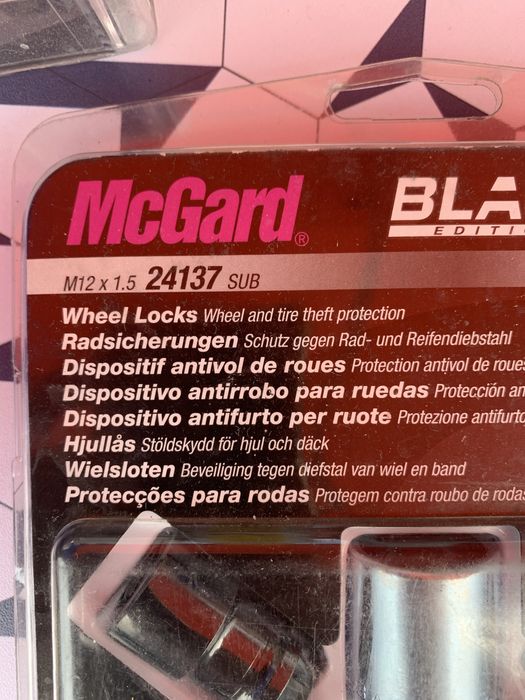 McGard®
BLA
EDITI
M12 x 1.5 24137 SUB
Wheel Locks Wheel and tire theft protection
Radsicherungen Schutz gegen Rad- und Reifendiebstahl
Dispositif antivol de roues Protection antivol de roues
Dispositivo antirrobo para ruedas Protección an
Dispositivo antifurto per ruote Protezione antifurto
Hjullås Stöldskydd för hjul och däck
Wielsloten Beveiliging tegen diefstal van wiel en band
Protecções para rodas Protegem contra roubo de rodas